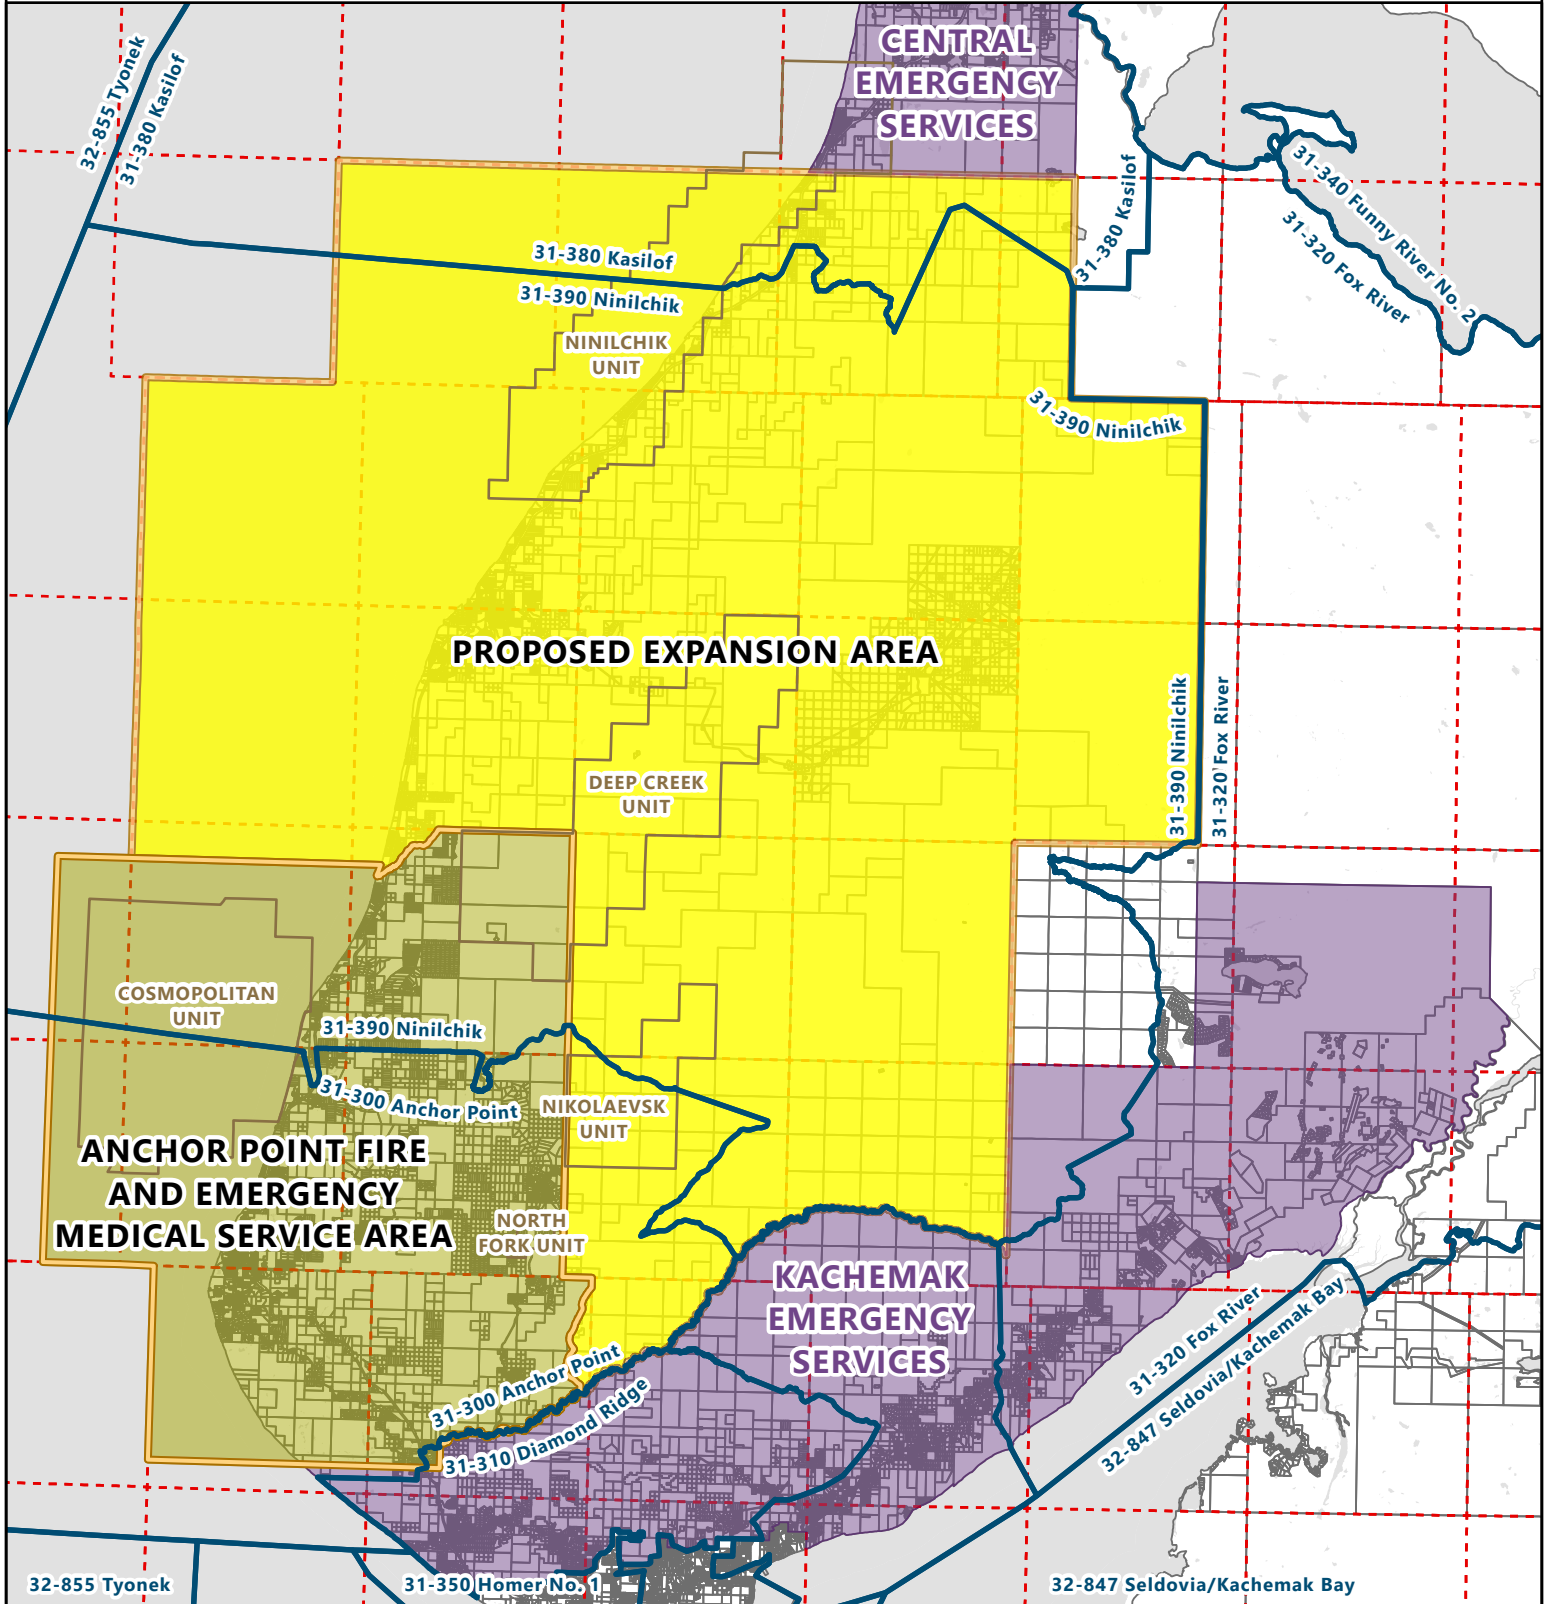 CENTRAL
EMERGENCY
SERVICES
32-855 Tyonek
31-380 Kasilof
31-380 Kasilof
31-340 Funny River No. 2
31-320 Fox River
31-380 Kasilof
31-390 Ninilchik
NINILCHIK
UNIT
31-390 Ninilchik
PROPOSED EXPANSION AREA
31-390 Ninilchik
31-320 Fox River
DEEP CREEK
UNIT
COSMOPOLITAN
UNIT
31-390 Ninilchik
31-300 Anchor Point
NIKOLAEVSK
UNIT
ANCHOR POINT FIRE
AND EMERGENCY
MEDICAL SERVICE AREA
NORTH
FORK UNIT
KACHEMAK
EMERGENCY
SERVICES
31-300 Anchor Point
31-310 Diamond Ridge
31-320 Fox River
32-847 Seldovia/Kachemak Bay
32-855 Tyonek
31-350 Homer No. 1
32-847 Seldovia/Kachemak Bay